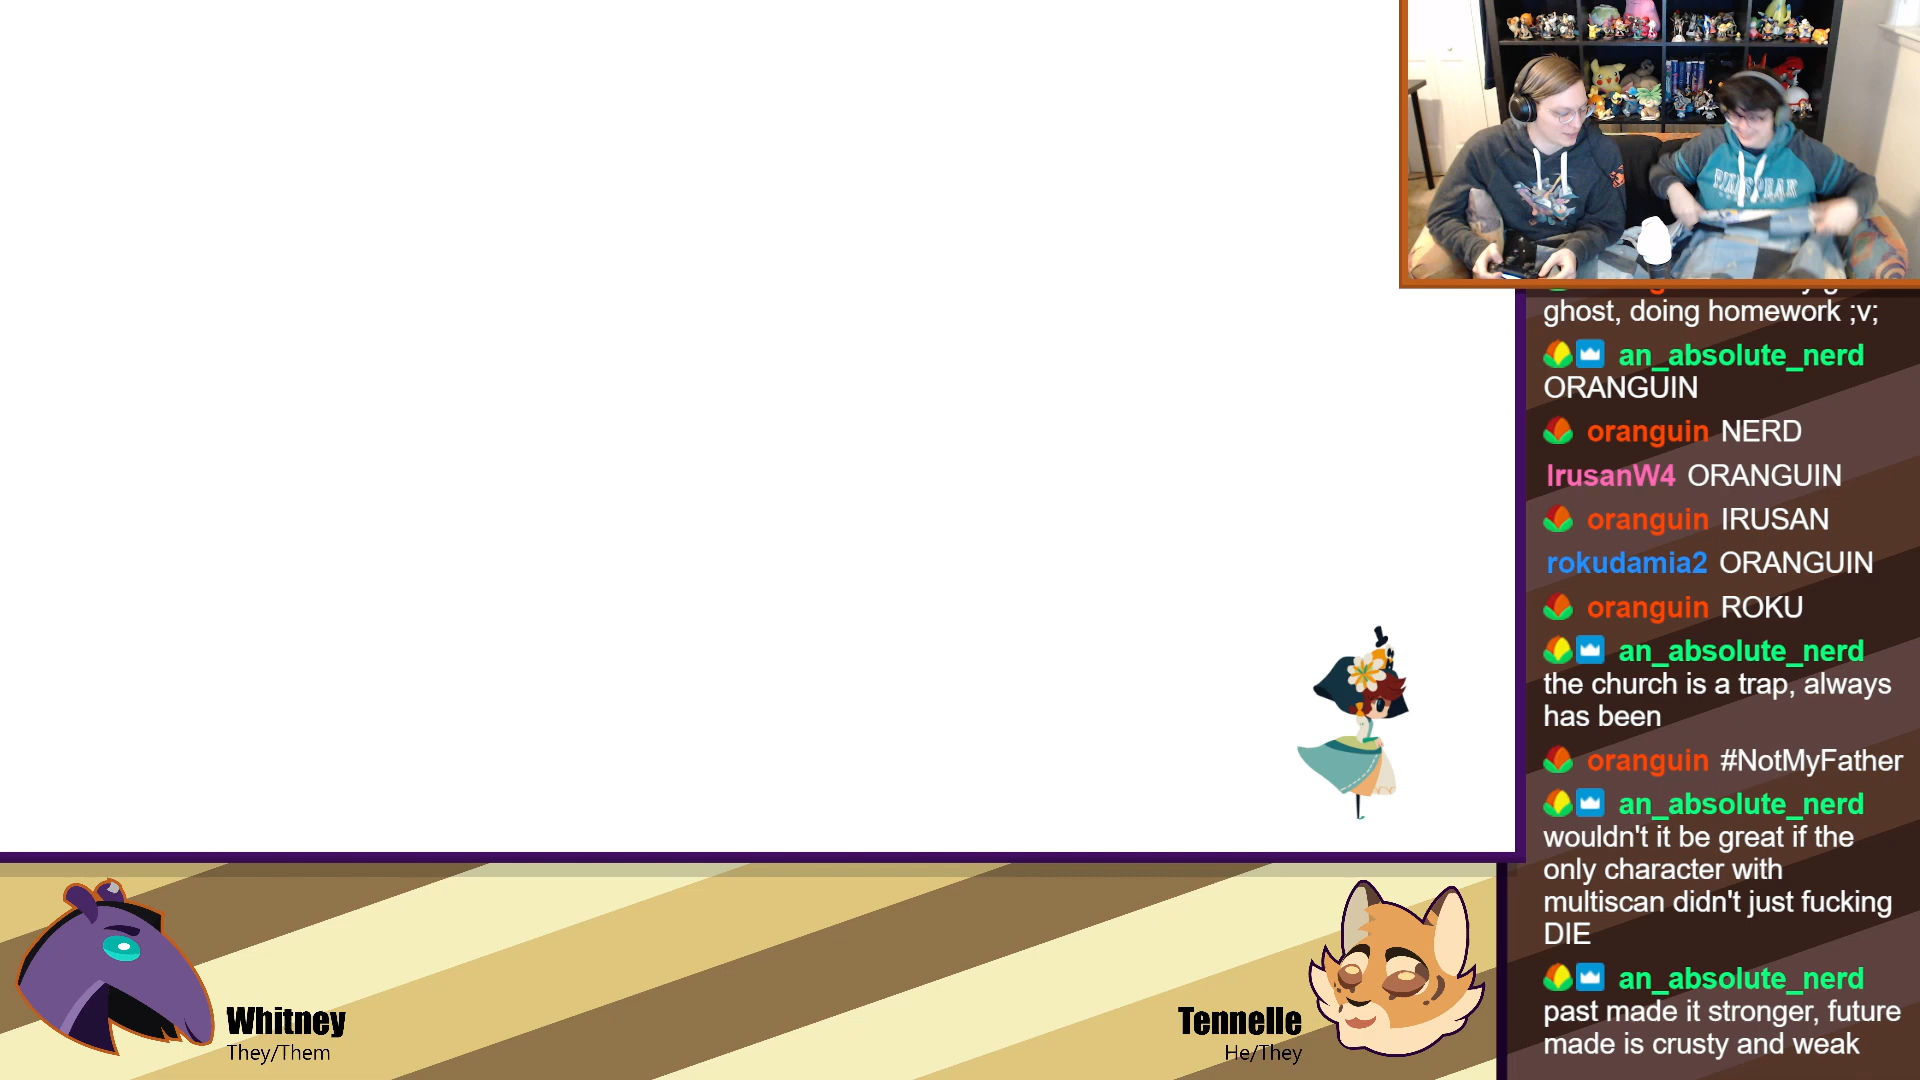 PIKES PEAK
ghost, doing homework ;v;
an_absolute_nerd
ORANGUIN
oranguin NERD
IrusanW4 ORANGUIN
oranguin IRUSAN
rokudamia2 ORANGUIN
oranguin ROKU
an_absolute_nerd
the church is a trap, always
has been
oranguin #NotMyFather
an_absolute_nerd
wouldn't it be great if the
only character with
multiscan didn't just fucking
DIE
an_absolute_nerd
past made it stronger, future
made is crusty and weak
Whitney
They/Them
Tennelle
He/They